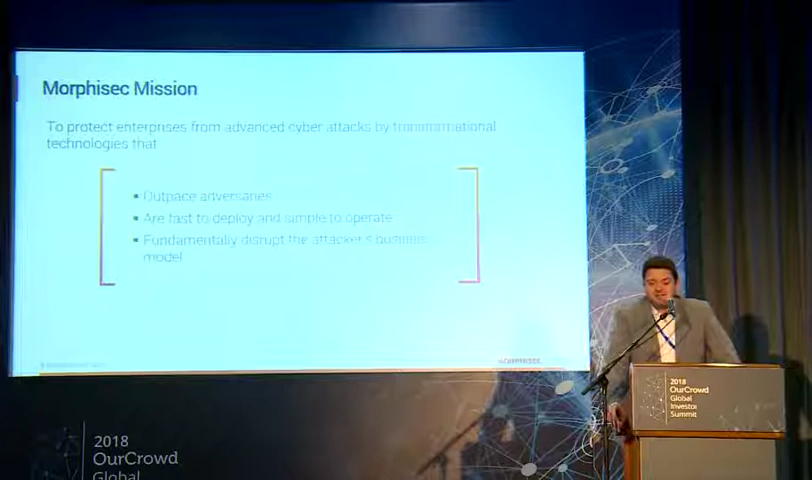 Morphisec Mission
To protect enterprises from advanced cyber attacks by transformational
technologies that
▪ Outpace adversaries
▪ Are fast to deploy and simple to operate
▪ Fundamentally disrupt the attacker's business
model
MORPHISEC
2018
OurCrowd
Global
Investor
Summit
2018
OurCrowd
Global